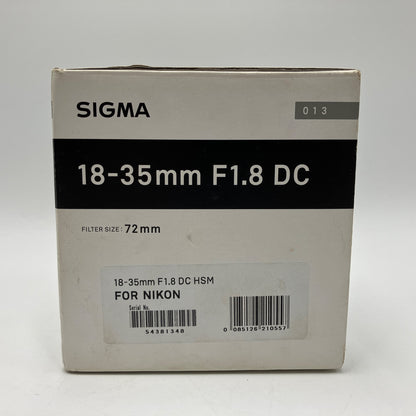 SIGMA
013
18-35mm F1.8 DC
FILTER SIZE: 72mm
18-35mm F1.8 DC HSM
FOR NIKON
Serial No.
54381348
0 085126 210557